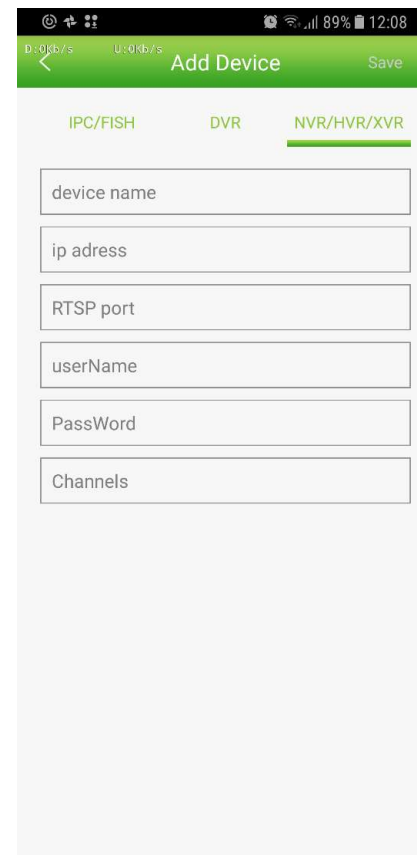 89% 12:08
D:0Kb/s U:0Kb/s
Add Device Save
IPC/FISH DVR NVR/HVR/XVR
device name
ip adress
RTSP port
userName
PassWord
Channels